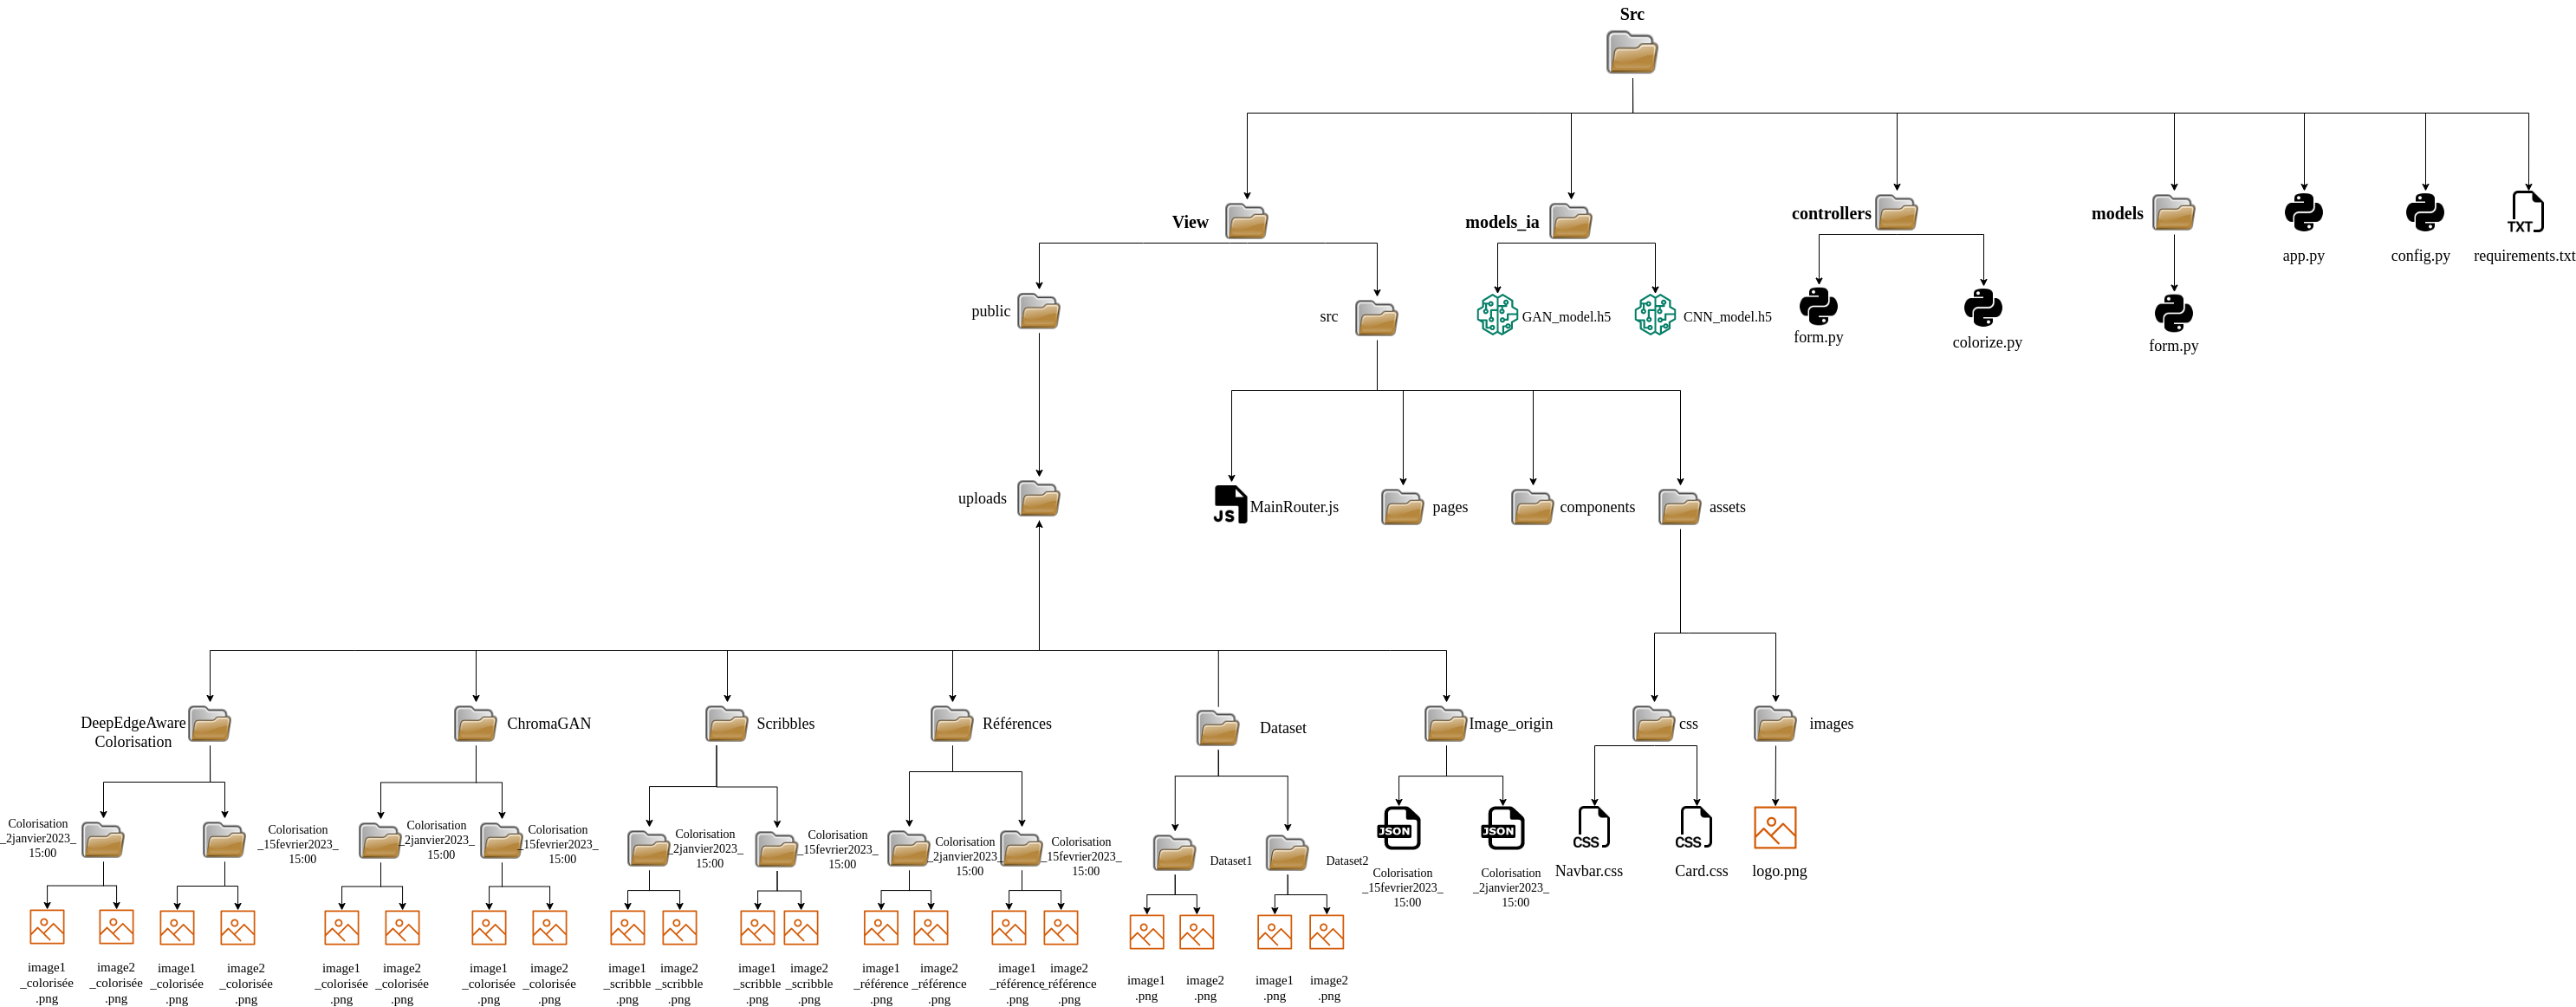 Src
View
models_ia
controllers
models
app.py
config.py
requirements.txt
public
src
GAN_model.h5
CNN_model.h5
form.py
colorize.py
form.py
uploads
MainRouter.js
pages
components
assets
DeepEdgeAware
Colorisation
ChromaGAN
Scribbles
Références
Dataset
Image_origin
css
images
Colorisation
_2janvier2023_
15:00
Colorisation
_15fevrier2023_
15:00
Colorisation
_2janvier2023_
15:00
Colorisation
_15fevrier2023_
15:00
Colorisation
_2janvier2023_
15:00
Colorisation
_15fevrier2023_
15:00
Colorisation
_2janvier2023_
15:00
Colorisation
_15fevrier2023_
15:00
Dataset1
Dataset2
Colorisation
_15fevrier2023_
15:00
Colorisation
_2janvier2023_
15:00
Navbar.css
Card.css
logo.png
image1
_colorisée
.png
image2
_colorisée
.png
image1
_colorisée
.png
image2
_colorisée
.png
image1
_colorisée
.png
image2
_colorisée
.png
image1
_colorisée
.png
image2
_colorisée
.png
image1
_scribble
.png
image2
_scribble
.png
image1
_scribble
.png
image2
_scribble
.png
image1
_référence
.png
image2
_référence
.png
image1
_référence
.png
image2
_référence
.png
image1
.png
image2
.png
image1
.png
image2
.png
TXT
JS
JSON
JSON
CSS
CSS